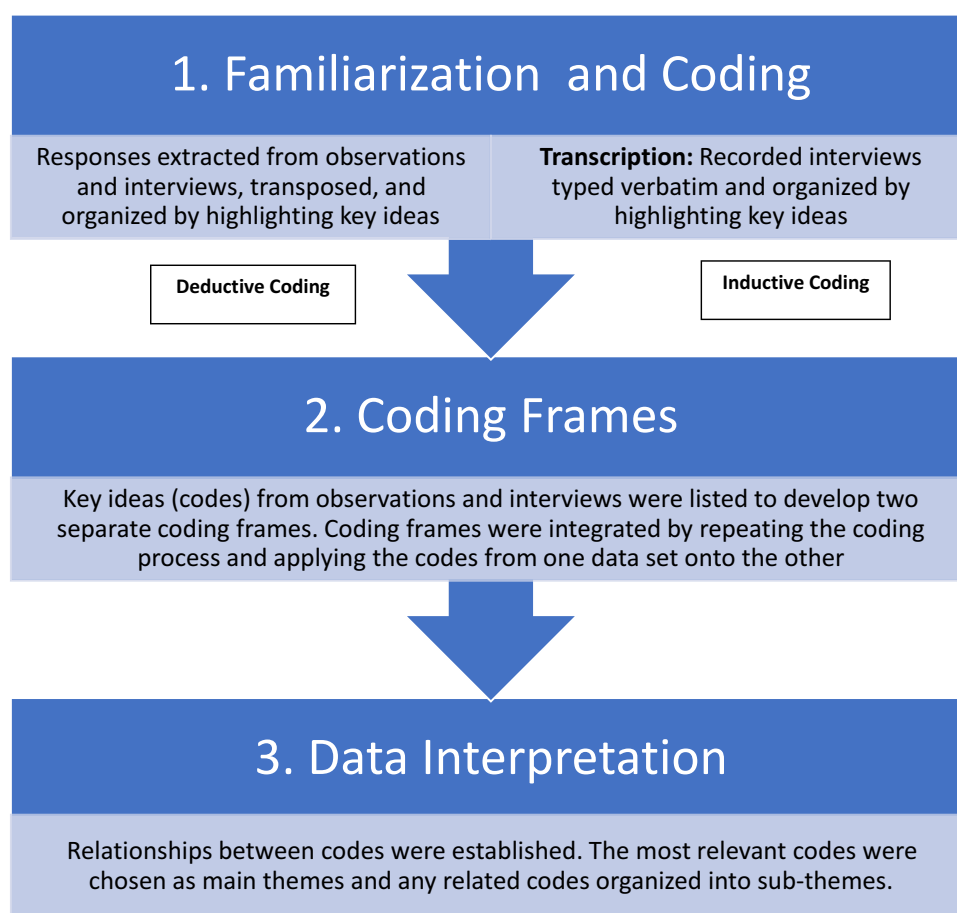 1. Familiarization  and Coding
Responses extracted from observations
and interviews, transposed, and
organized by highlighting key ideas
Transcription: Recorded interviews
typed verbatim and organized by
highlighting key ideas
Deductive Coding
Inductive Coding
2. Coding Frames
Key ideas (codes) from observations and interviews were listed to develop two
separate coding frames. Coding frames were integrated by repeating the coding
process and applying the codes from one data set onto the other
3. Data Interpretation
Relationships between codes were established. The most relevant codes were
chosen as main themes and any related codes organized into sub-themes.